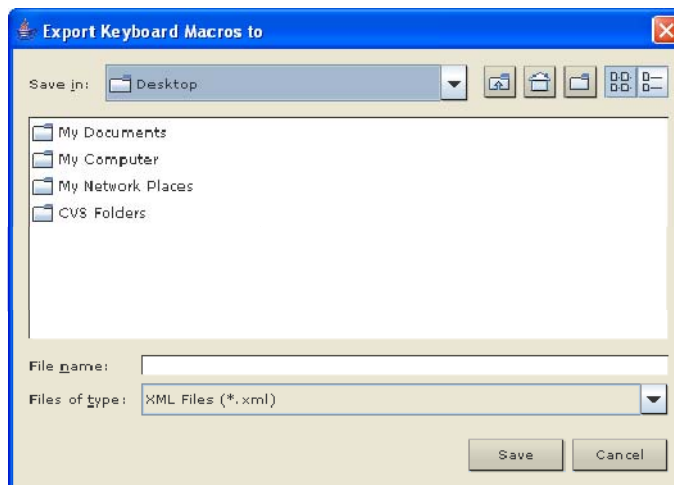 Export Keyboard Macros to
Save in: Desktop
My Documents
My Computer
My Network Places
CVS Folders
File name:
Files of type: XML Files (*.xml)
Save Cancel